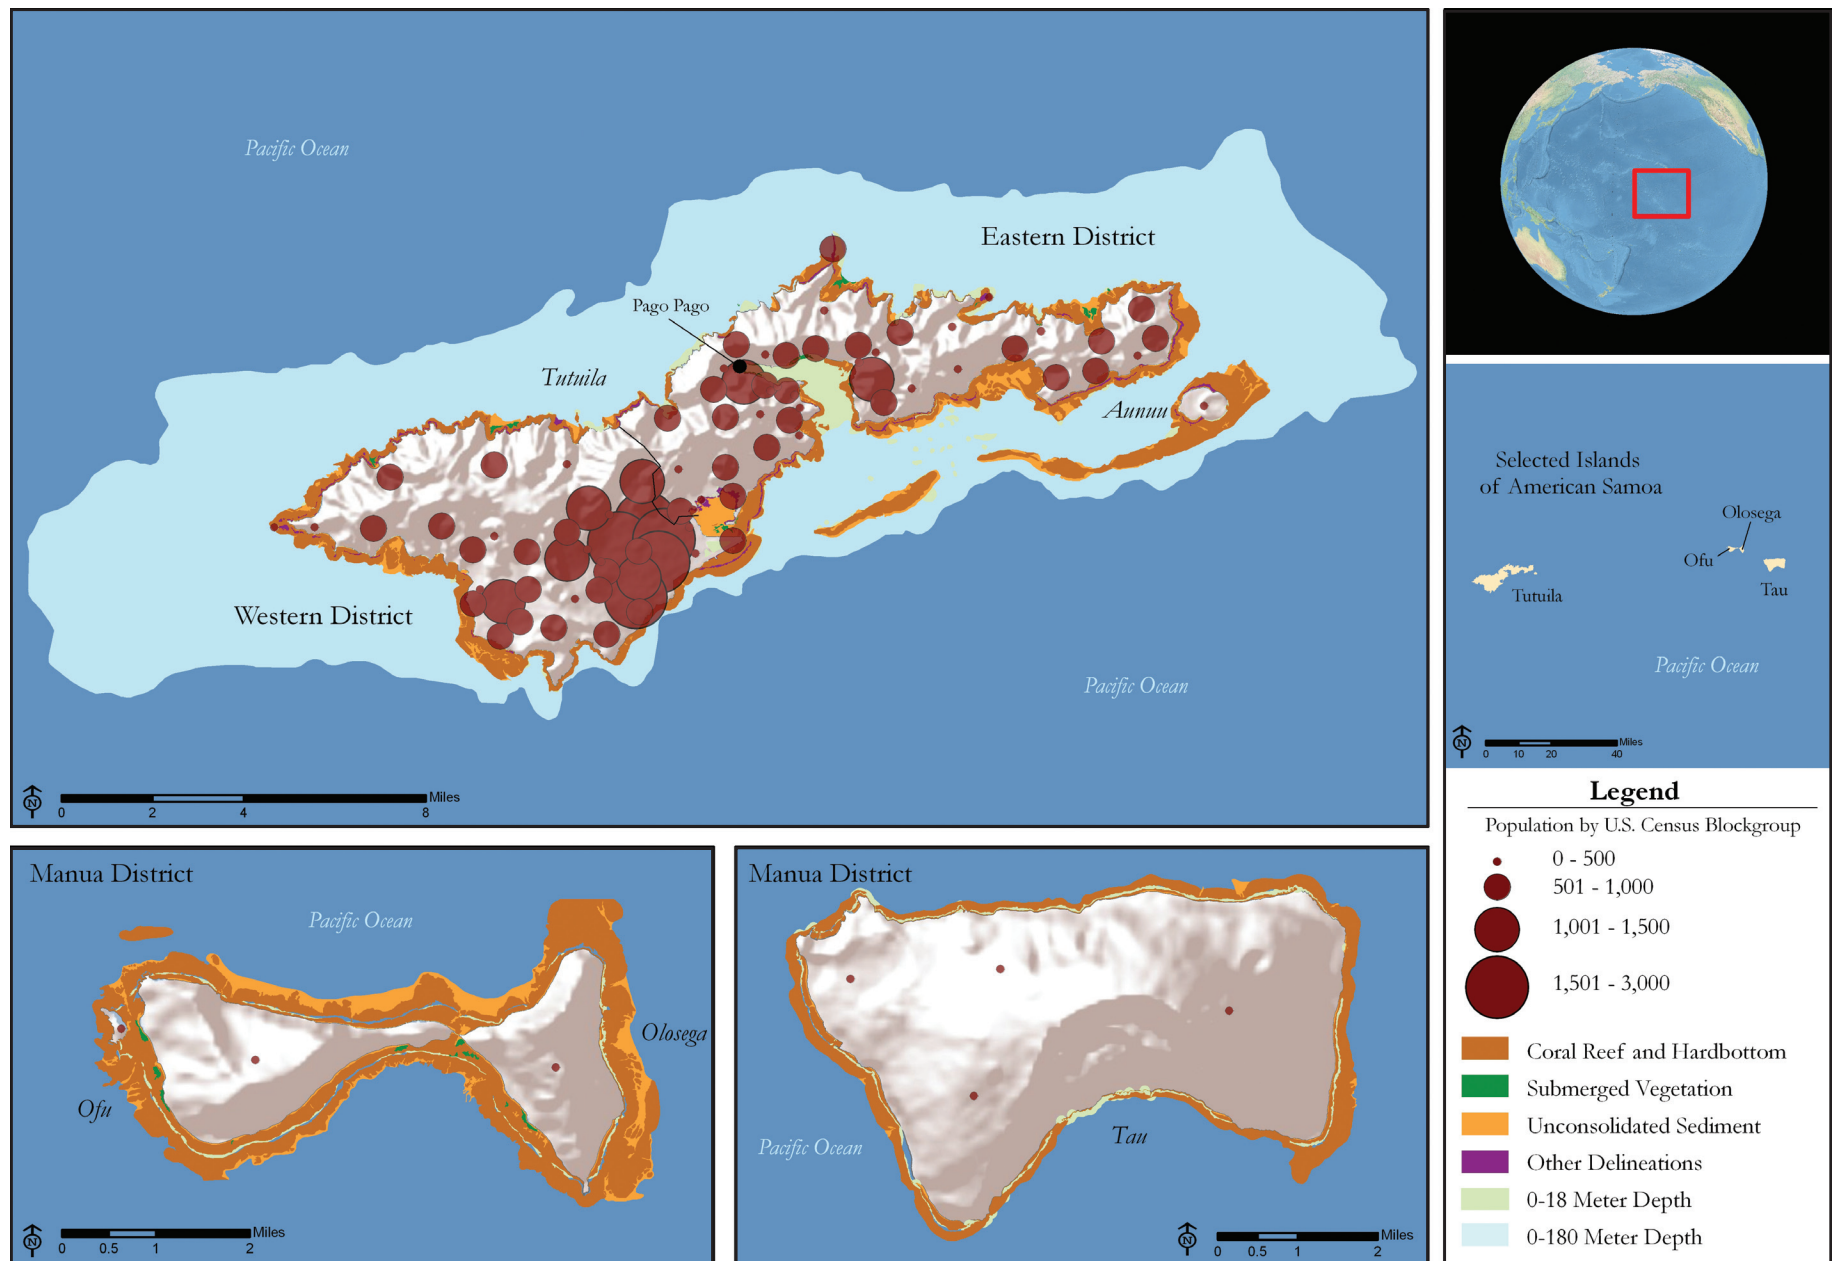 Pacific Ocean
Eastern District
Pago Pago
Tutuila
Aunuu
Western District
Pacific Ocean
N
0 2 4 8 Miles
Selected Islands
of American Samoa
Olosega
Ofu
Tau
Tutuila
Pacific Ocean
N
0 10 20 40 Miles
Legend
Population by U.S. Census Blockgroup
0 - 500
501 - 1,000
1,001 - 1,500
1,501 - 3,000
Coral Reef and Hardbottom
Submerged Vegetation
Unconsolidated Sediment
Other Delineations
0-18 Meter Depth
0-180 Meter Depth
Manua District
Pacific Ocean
Olosega
Ofu
N
0 0.5 1 2 Miles
Manua District
Pacific Ocean
Tau
N
0 0.5 1 2 Miles